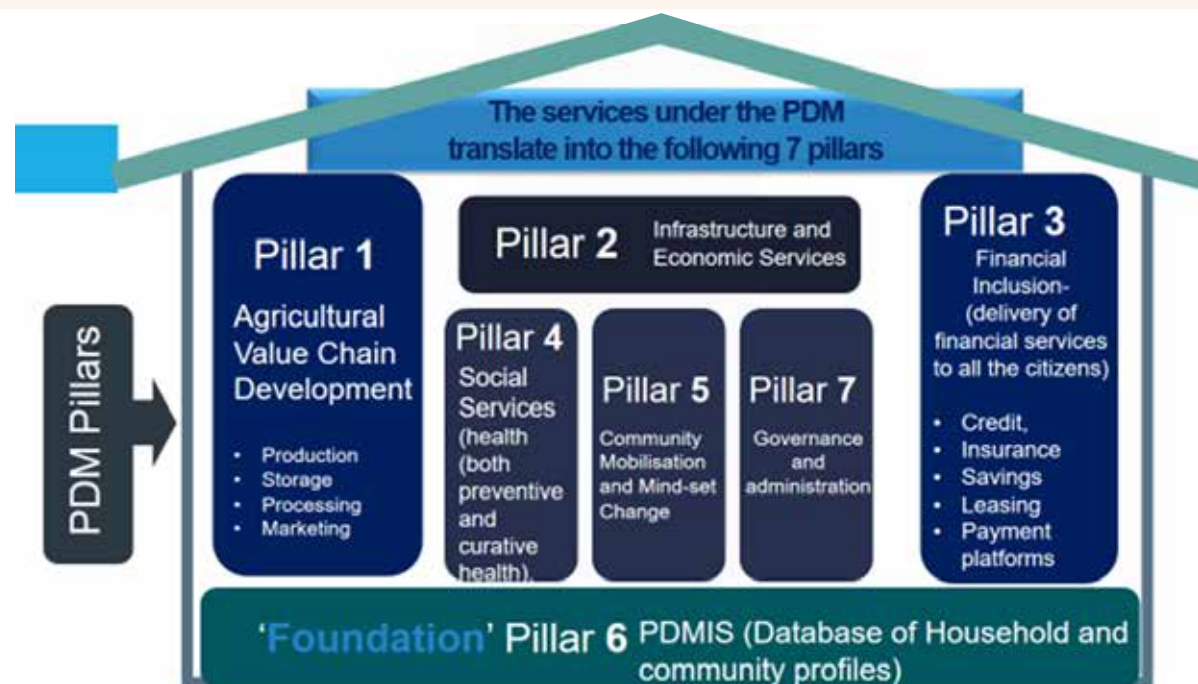 The services under the PDM
translate into the following 7 pillars
PDM Pillars
Pillar 1
Agricultural
Value Chain
Development
• Production
• Storage
• Processing
• Marketing
Pillar 2
Infrastructure and
Economic Services
Pillar 3
Financial
Inclusion-
(delivery of
financial services
to all the citizens)
• Credit,
• Insurance
• Savings
• Leasing
• Payment
platforms
Pillar 4
Social
Services
(health
(both
preventive
and
curative
health),
Pillar 5
Community
Mobilisation
and Mind-set
Change
Pillar 7
Governance
and
administration
‘Foundation’ Pillar 6 PDMIS (Database of Household and
community profiles)